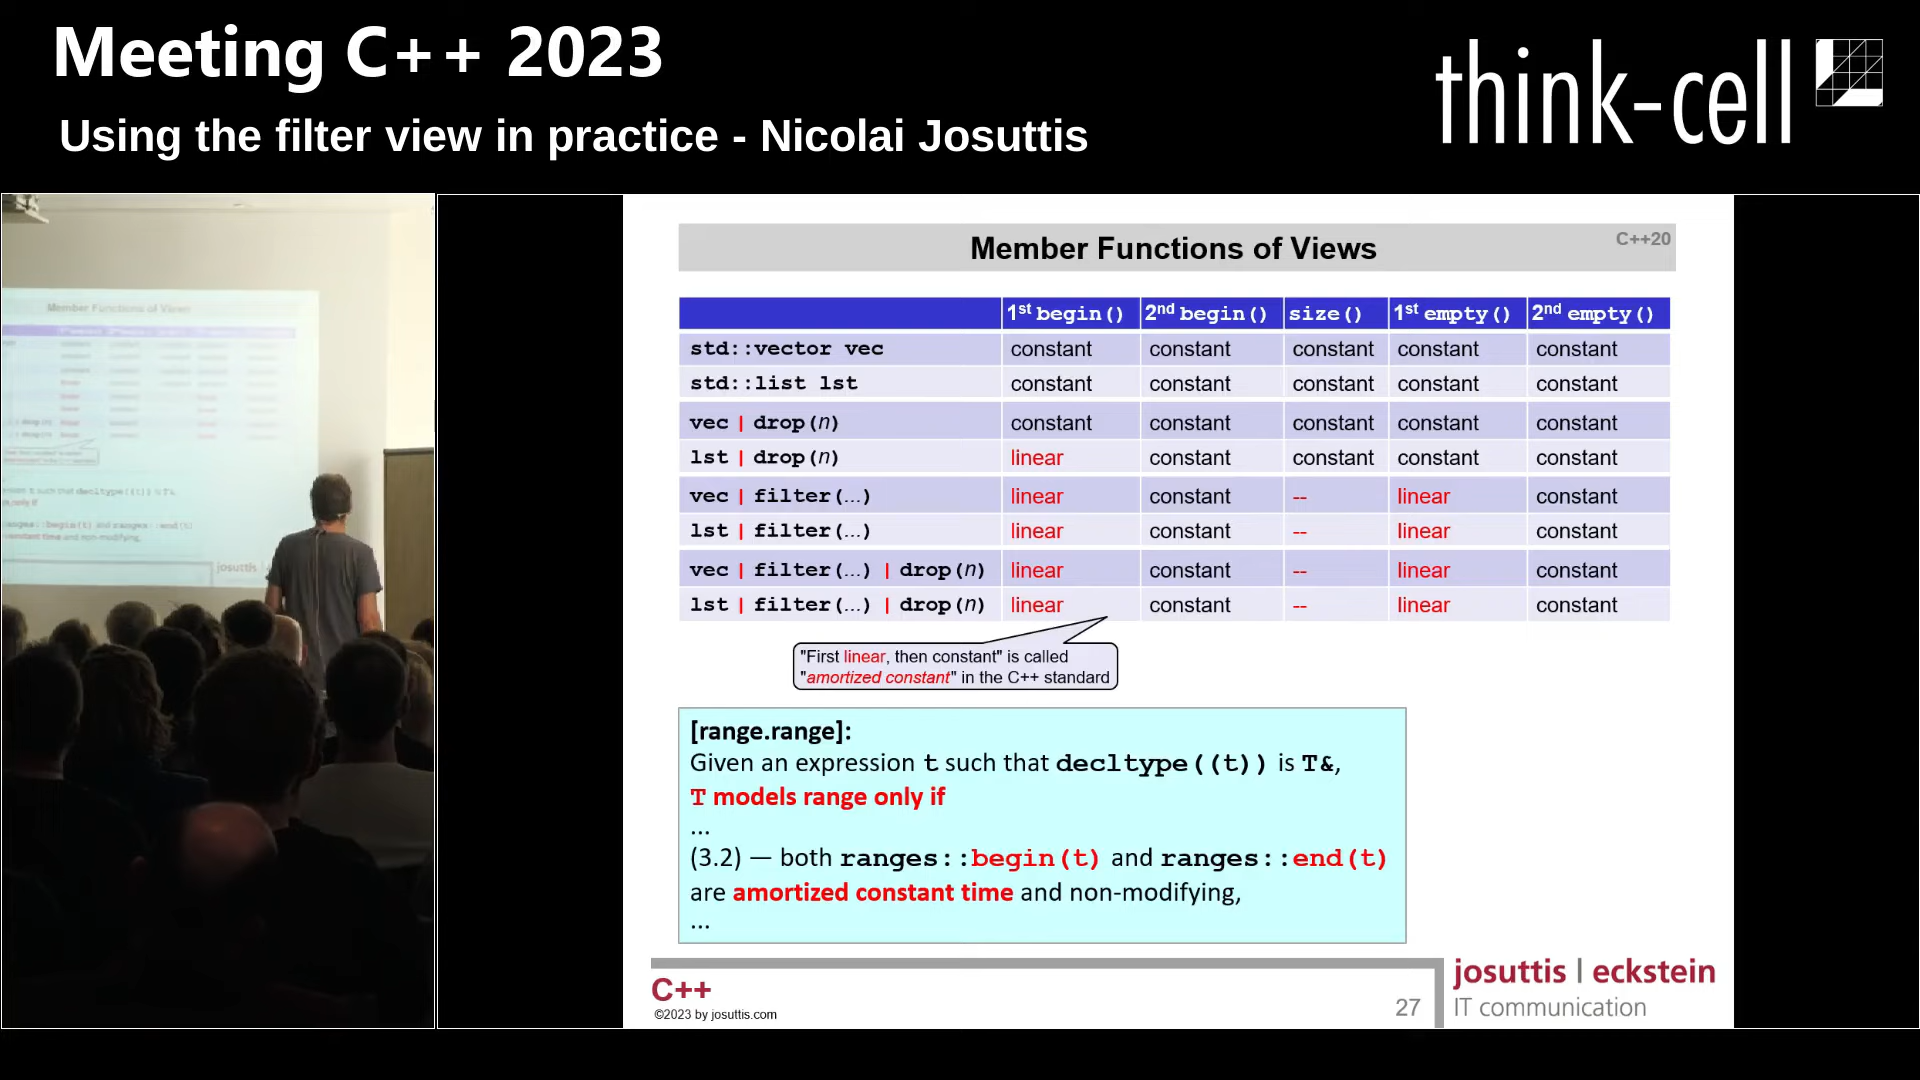 Meeting C++ 2023
Using the filter view in practice - Nicolai Josuttis
think-cell
Member Functions of Views
C++20
1st begin() 2nd begin() size() 1st empty() 2nd empty()
std::vector vec constant constant constant constant constant
std::list lst constant constant constant constant constant
vec | drop(n) constant constant constant constant constant
lst | drop(n) linear constant constant constant constant
vec | filter(...) linear constant -- linear constant
lst | filter(...) linear constant -- linear constant
vec | filter(...) | drop(n) linear constant -- linear constant
lst | filter(...) | drop(n) linear constant -- linear constant
"First linear, then constant" is called
"amortized constant" in the C++ standard
[range.range]:
Given an expression t such that decltype((t)) is T&,
T models range only if
...
(3.2) — both ranges::begin(t) and ranges::end(t)
are amortized constant time and non-modifying,
...
C++
©2023 by josuttis.com
27
josuttis | eckstein
IT communication
Member Functions of Views